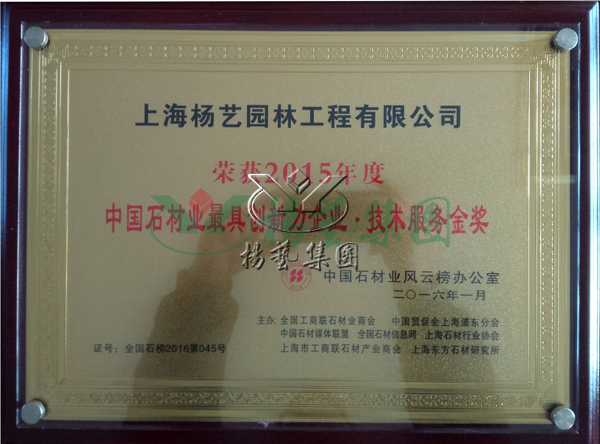 上海杨艺园林工程有限公司
荣获2015年度
中国石材业最具创新力企业·技术服务金奖
杨艺集团
中国石材业风云榜办公室
二〇一六年一月
主办: 全国工商联石材业商会 中国贸促会上海浦东分会
中国石材媒体联盟 全国石材信息网 上海石材行业协会
证号: 全国石榜2016第045号
上海市工商联石材产业商会 上海东方石材研究所